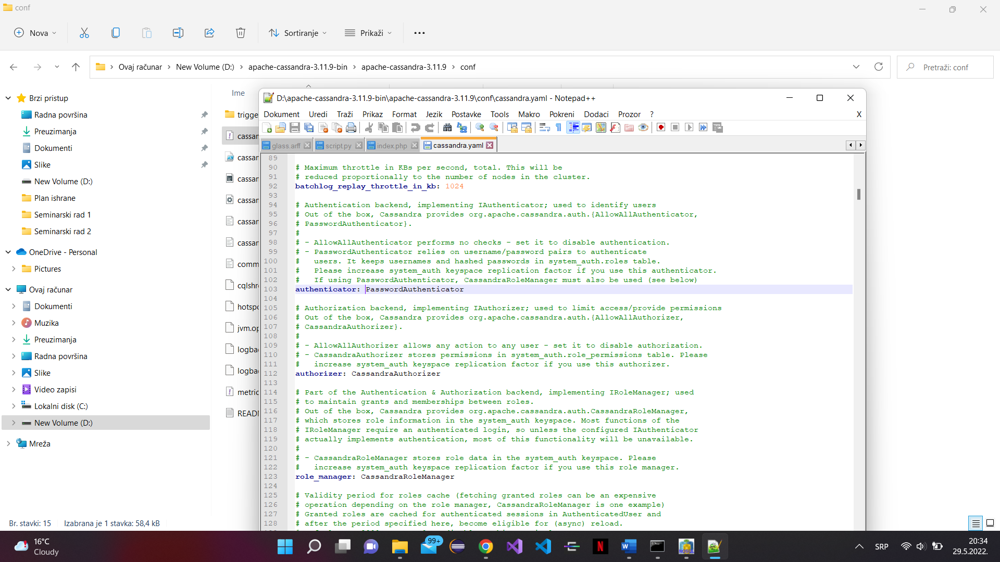 conf
Nova
Sortiranje
Prikaži
Ovaj računar
New Volume (D:)
apache-cassandra-3.11.9-bin
apache-cassandra-3.11.9
conf
Pretraži: conf
Brzi pristup
Radna površina
Preuzimanja
Dokumenti
Slike
New Volume (D:)
Plan ishrane
Seminarski rad 1
Seminarski rad 2
OneDrive - Personal
Pictures
Ovaj računar
Dokumenti
Muzika
Preuzimanja
Radna površina
Slike
Video zapisi
Lokalni disk (C:)
New Volume (D:)
Mreža
Ime
trigge
cassan
cassan
cassan
cassan
cassan
cassan
comm
cqlshr
hotspo
jvm.op
logba
logba
metric
READ
D:\apache-cassandra-3.11.9-bin\apache-cassandra-3.11.9\conf\cassandra.yaml - Notepad++
Dokument Uredi Traži Prikaz Format Jezik Postavke Tools Makro Pokreni Dodaci Prozor ? X
glass.arff script.py index.php cassandra.yaml
89
90 # Maximum throttle in KBs per second, total. This will be
91 # reduced proportionally to the number of nodes in the cluster.
92 batchlog_replay_throttle_in_kb: 1024
93
94 # Authentication backend, implementing IAuthenticator; used to identify users
95 # Out of the box, Cassandra provides org.apache.cassandra.auth.{AllowAllAuthenticator,
96 # PasswordAuthenticator}.
97 #
98 # - AllowAllAuthenticator performs no checks - set it to disable authentication.
99 # - PasswordAuthenticator relies on username/password pairs to authenticate
100 #   users. It keeps usernames and hashed passwords in system_auth.roles table.
101 #   Please increase system_auth keyspace replication factor if you use this authenticator.
102 #   If using PasswordAuthenticator, CassandraRoleManager must also be used (see below)
103 authenticator: PasswordAuthenticator
104
105 # Authorization backend, implementing IAuthorizer; used to limit access/provide permissions
106 # Out of the box, Cassandra provides org.apache.cassandra.auth.{AllowAllAuthorizer,
107 # CassandraAuthorizer}.
108 #
109 # - AllowAllAuthorizer allows any action to any user - set it to disable authorization.
110 # - CassandraAuthorizer stores permissions in system_auth.role_permissions table. Please
111 #   increase system_auth keyspace replication factor if you use this authorizer.
112 authorizer: CassandraAuthorizer
113
114 # Part of the Authentication & Authorization backend, implementing IRoleManager; used
115 # to maintain grants and memberships between roles.
116 # Out of the box, Cassandra provides org.apache.cassandra.auth.CassandraRoleManager,
117 # which stores role information in the system_auth keyspace. Most functions of the
118 # IRoleManager require an authenticated login, so unless the configured IAuthenticator
119 # actually implements authentication, most of this functionality will be unavailable.
120 #
121 # - CassandraRoleManager stores role data in the system_auth keyspace. Please
122 #   increase system_auth keyspace replication factor if you use this role manager.
123 role_manager: CassandraRoleManager
124
125 # Validity period for roles cache (fetching granted roles can be an expensive
126 # operation depending on the role manager, CassandraRoleManager is one example)
127 # Granted roles are cached for authenticated sessions in AuthenticatedUser and
128 # after the period specified here, become eligible for (async) reload.
Br. stavki: 15
Izabrana je 1 stavka: 58,4 kB
16°C
Cloudy
99+
NOSQL
SRP
20:34
29.5.2022.